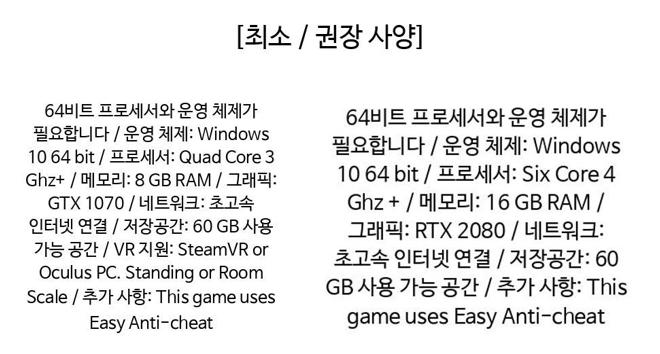 [최소 / 권장 사양]
64비트 프로세서와 운영 체제가
필요합니다 / 운영 체제: Windows
10 64 bit / 프로세서: Quad Core 3
Ghz+ / 메모리: 8 GB RAM / 그래픽:
GTX 1070 / 네트워크: 초고속
인터넷 연결 / 저장공간: 60 GB 사용
가능 공간 / VR 지원: SteamVR or
Oculus PC. Standing or Room
Scale / 추가 사항: This game uses
Easy Anti-cheat
64비트 프로세서와 운영 체제가
필요합니다 / 운영 체제: Windows
10 64 bit / 프로세서: Six Core 4
Ghz + / 메모리: 16 GB RAM /
그래픽: RTX 2080 / 네트워크:
초고속 인터넷 연결 / 저장공간: 60
GB 사용 가능 공간 / 추가 사항: This
game uses Easy Anti-cheat